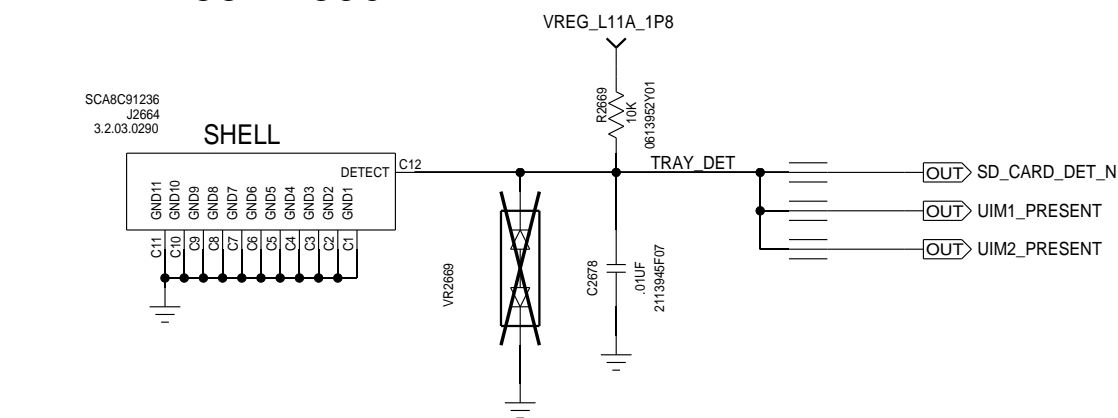 VREG_L11A_1P8
SCA8C91236
J2664
3.2.03.0290
SHELL
R2669
10K
0613952Y01
DETECT
C12
TRAY_DET
OUT SD_CARD_DET_N
OUT UIM1_PRESENT
OUT UIM2_PRESENT
GND11
GND10
GND9
GND8
GND7
GND6
GND5
GND4
GND3
GND2
GND1
C11
C10
C9
C8
C7
C6
C5
C4
C3
C2
C1
VR2669
C2678
.01UF
2113945F07